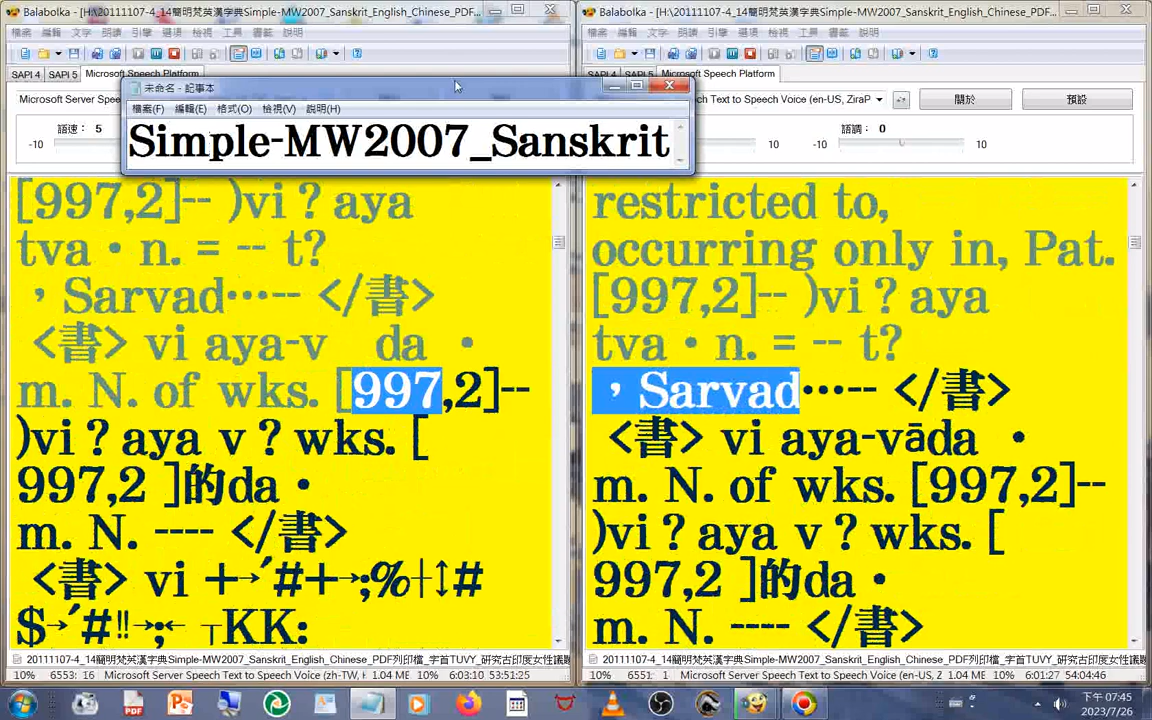 Balabolka - [H:\20111107-4_14簡明梵英漢字典Simple-MW2007_Sanskrit_English_Chinese_PDF...
檔案 編輯 文字 朗讀 引擎 選項 檢視 工具 書籤 說明
SAPI 4 SAPI 5 Microsoft Speech Platform
Microsoft Server Spee
語速： 5
-10
未命名 - 記事本
檔案(F) 編輯(E) 格式(O) 檢視(V) 說明(H)
Simple-MW2007_Sanskrit
[997,2]-- )vi？aya
tva‧n. = -- t?
，Sarvad…-- </書>
<書> vi aya-v da ‧
m. N. of wks. [997,2]--
)vi？aya v？wks. [
997,2 ]的da‧
m. N. ---- </書>
<書> vi +→′#+→;%┼↕#
$→′#‼→;← ┬KK:
20111107-4_14簡明梵英漢字典Simple-MW2007_Sanskrit_English_Chinese_PDF列印檔_字首TUVY_研究古印度女性議題
10% 6553: 16 Microsoft Server Speech Text to Speech Voice (zh-TW, H 1.04 ME 10% 6:03:10 53:51:25
Balabolka - [H:\20111107-4_14簡明梵英漢字典Simple-MW2007_Sanskrit_English_Chinese_PDF...
檔案 編輯 文字 朗讀 引擎 選項 檢視 工具 書籤 說明
SAPI 4 SAPI 5 Microsoft Speech Platform
ch Text to Speech Voice (en-US, ZiraP
關於 預設
10
語調： 0
-10 10
restricted to,
occurring only in, Pat.
[997,2]-- )vi？aya
tva‧n. = -- t?
，Sarvad…-- </書>
<書> vi aya-vāda ‧
m. N. of wks. [997,2]--
)vi？aya v？wks. [
997,2 ]的da‧
m. N. ---- </書>
20111107-4_14簡明梵英漢字典Simple-MW2007_Sanskrit_English_Chinese_PDF列印檔_字首TUVY_研究古印度女性議題
10% 6551: 1 Microsoft Server Speech Text to Speech Voice (en-US, 1.04 ME 10% 6:01:27 54:04:46
下午 07:45
2023/7/26